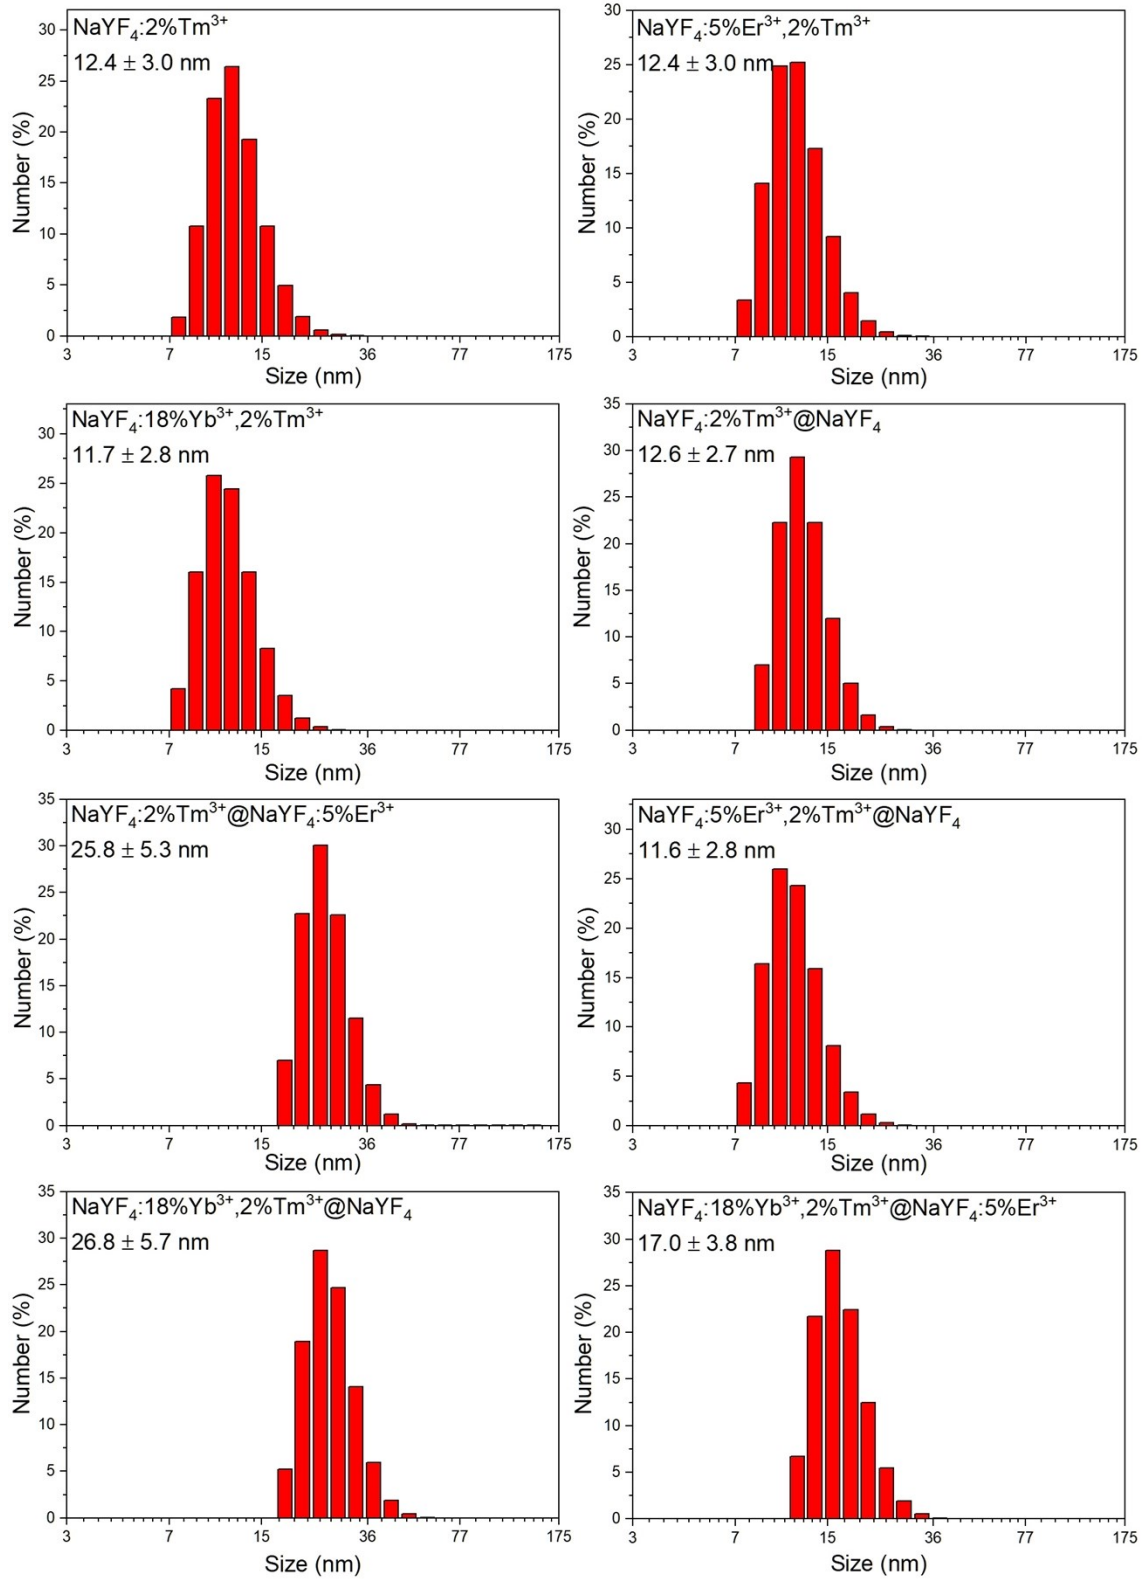 NaYF₄:2%Tm³⁺
12.4 ± 3.0 nm
30
25
20
15
10
5
0
Number (%)
3 7 15 36 77 175
Size (nm)
NaYF₄:5%Er³⁺,2%Tm³⁺
12.4 ± 3.0 nm
30
25
20
15
10
5
0
Number (%)
3 7 15 36 77 175
Size (nm)
NaYF₄:18%Yb³⁺,2%Tm³⁺
11.7 ± 2.8 nm
30
25
20
15
10
5
0
Number (%)
3 7 15 36 77 175
Size (nm)
NaYF₄:2%Tm³⁺@NaYF₄
12.6 ± 2.7 nm
35
30
25
20
15
10
5
0
Number (%)
3 7 15 36 77 175
Size (nm)
NaYF₄:2%Tm³⁺@NaYF₄:5%Er³⁺
25.8 ± 5.3 nm
35
30
25
20
15
10
5
0
Number (%)
3 7 15 36 77 175
Size (nm)
NaYF₄:5%Er³⁺,2%Tm³⁺@NaYF₄
11.6 ± 2.8 nm
30
25
20
15
10
5
0
Number (%)
3 7 15 36 77 175
Size (nm)
NaYF₄:18%Yb³⁺,2%Tm³⁺@NaYF₄
26.8 ± 5.7 nm
35
30
25
20
15
10
5
0
Number (%)
3 7 15 36 77 175
Size (nm)
NaYF₄:18%Yb³⁺,2%Tm³⁺@NaYF₄:5%Er³⁺
17.0 ± 3.8 nm
35
30
25
20
15
10
5
0
Number (%)
3 7 15 36 77 175
Size (nm)